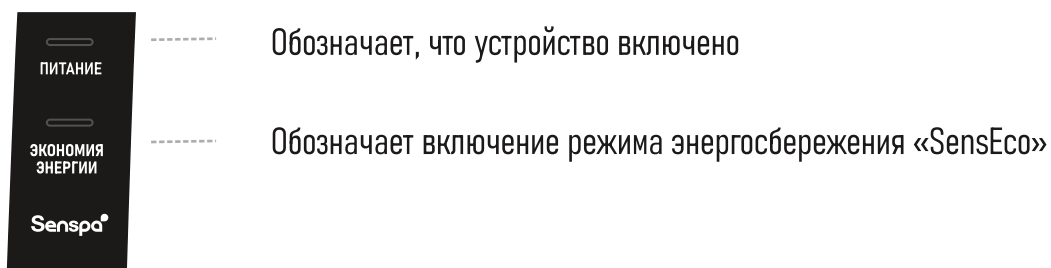 ПИТАНИЕ
Обозначает, что устройство включено
ЭКОНОМИЯ
ЭНЕРГИИ
Обозначает включение режима энергосбережения «SensEco»
Senspa